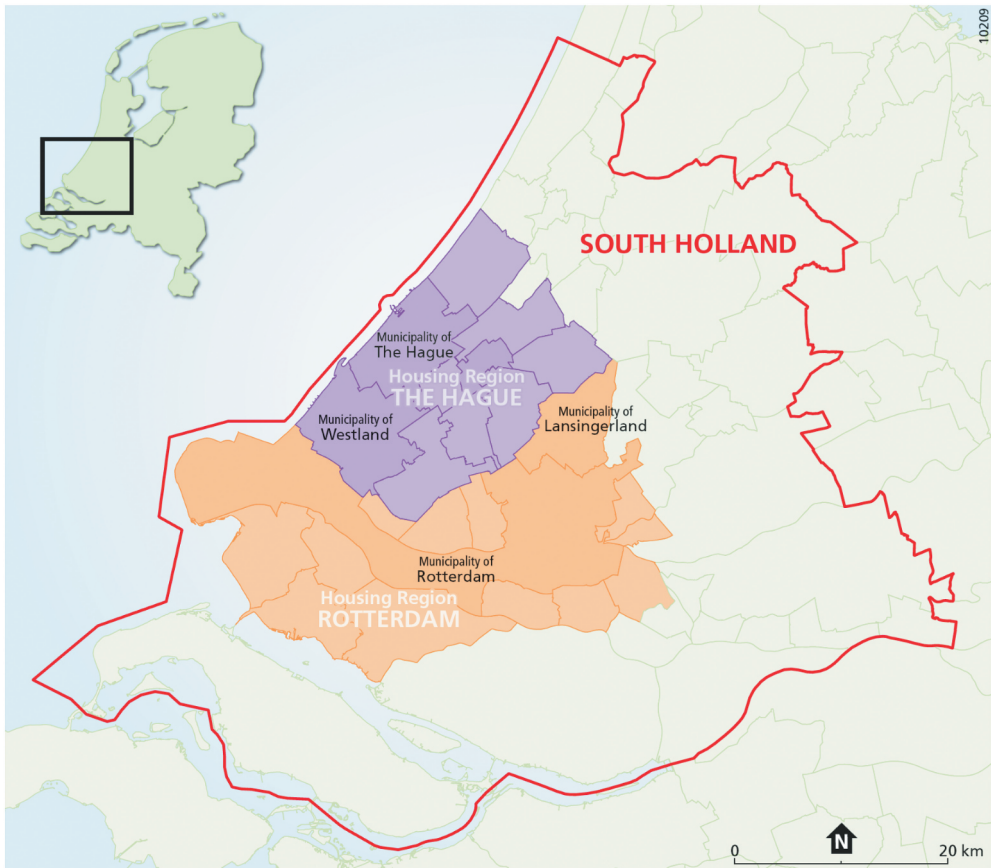 10209
SOUTH HOLLAND
Municipality of
The Hague
Housing Region
THE HAGUE
Municipality of
Westland
Municipality of
Lansingerland
Municipality of
Rotterdam
Housing Region
ROTTERDAM
N
0 20 km